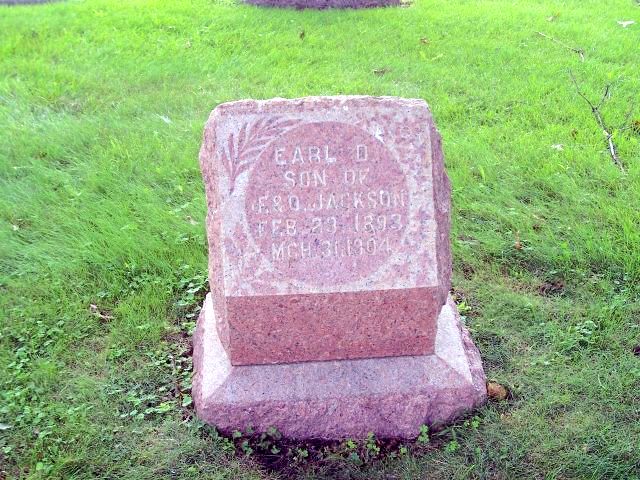 EARL D.
SON OF
E.&O. JACKSON
FEB. 23 1893
MCH. 31. 1904